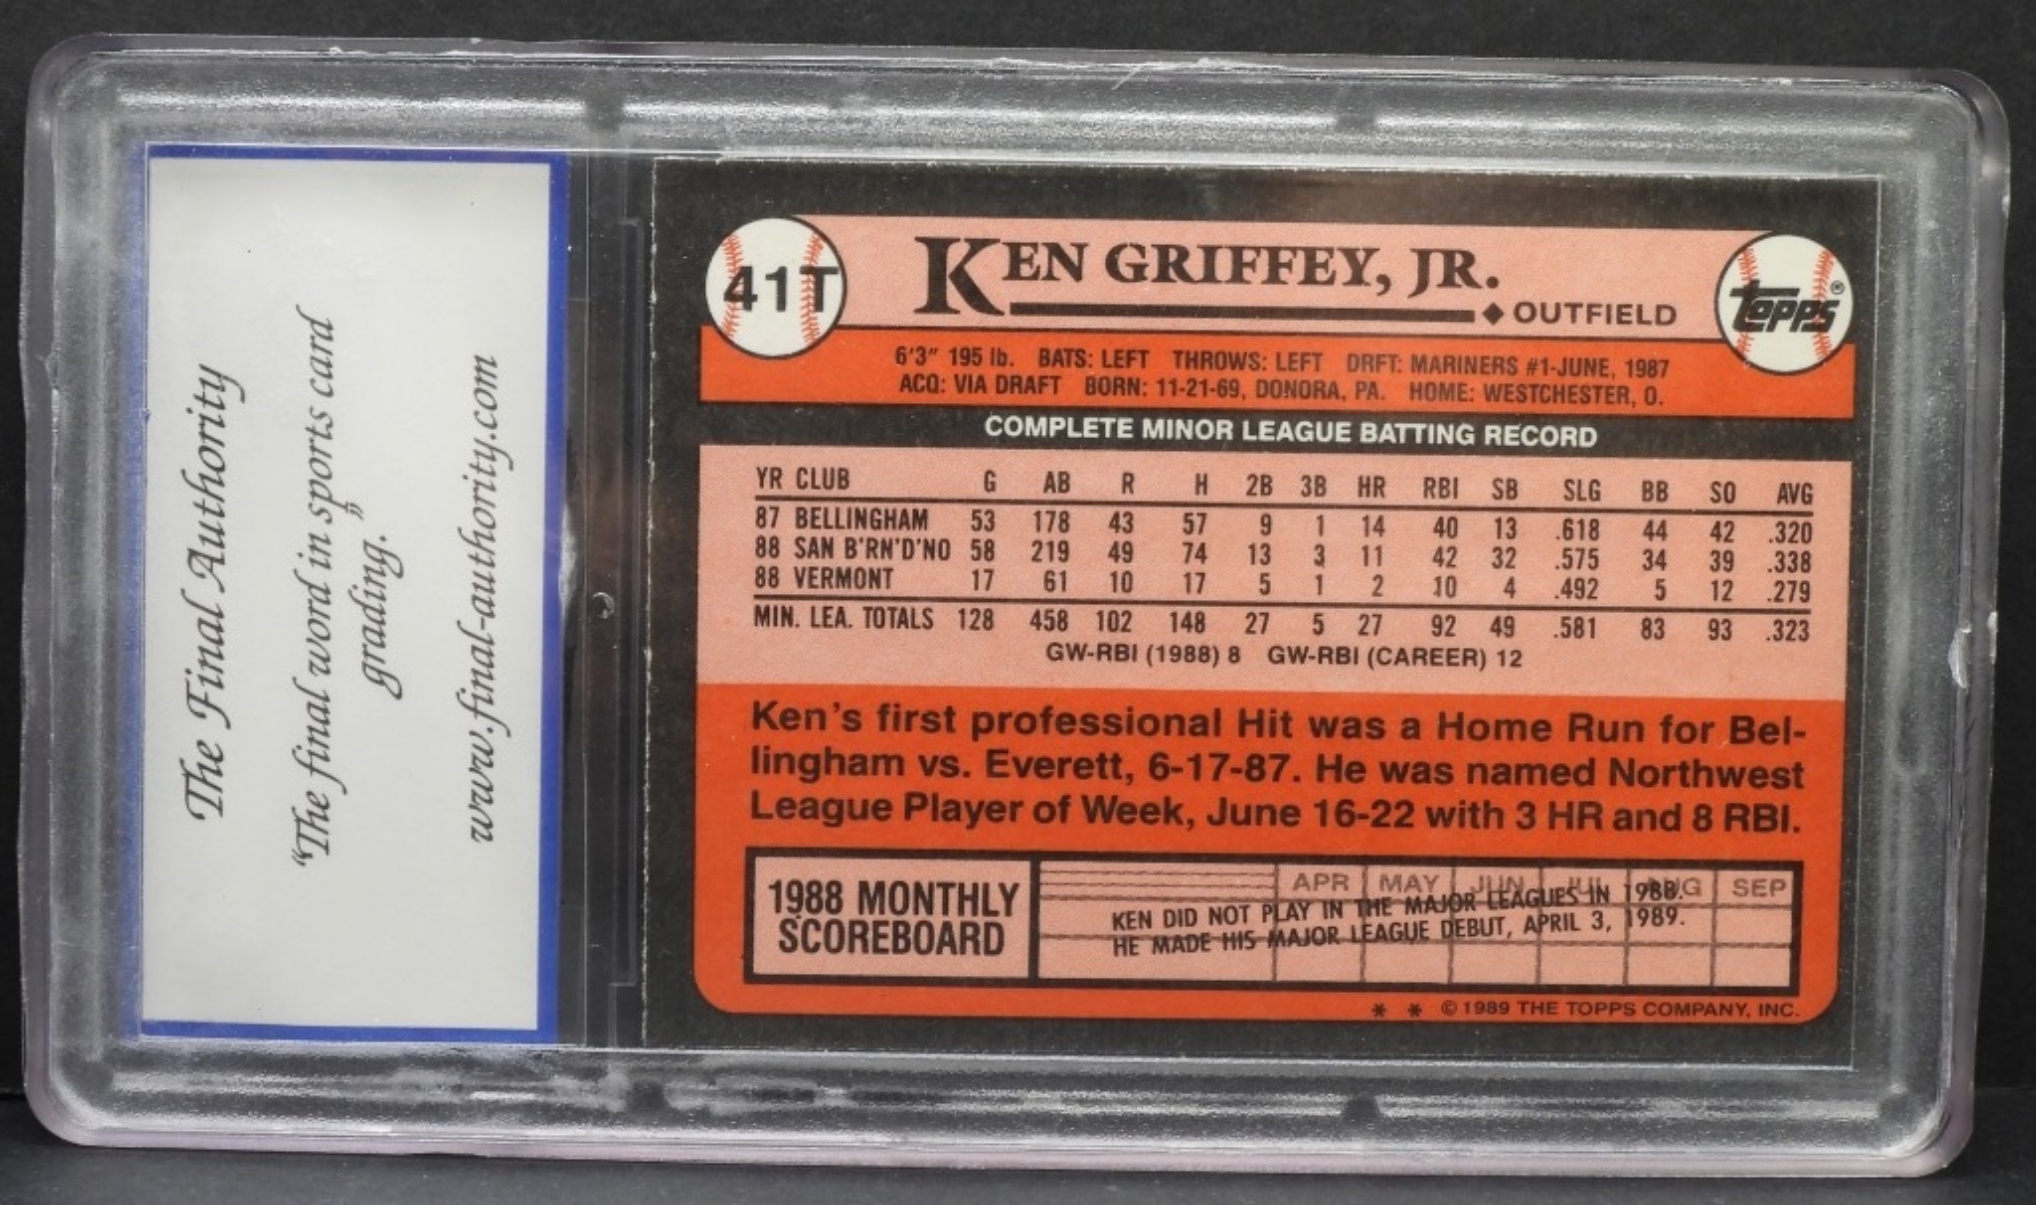 The Final Authority
"The final word in sports card
grading."
www.final-authority.com
41T
KEN GRIFFEY, JR.
◆ OUTFIELD
Topps®
6'3" 195 lb. BATS: LEFT THROWS: LEFT DRFT: MARINERS #1-JUNE, 1987
ACQ: VIA DRAFT BORN: 11-21-69, DONORA, PA. HOME: WESTCHESTER, O.
COMPLETE MINOR LEAGUE BATTING RECORD
YR CLUB G AB R H 2B 3B HR RBI SB SLG BB SO AVG
87 BELLINGHAM 53 178 43 57 9 1 14 40 13 .618 44 42 .320
88 SAN B'RN'D'NO 58 219 49 74 13 3 11 42 32 .575 34 39 .338
88 VERMONT 17 61 10 17 5 1 2 10 4 .492 5 12 .279
MIN. LEA. TOTALS 128 458 102 148 27 5 27 92 49 .581 83 93 .323
GW-RBI (1988) 8 GW-RBI (CAREER) 12
Ken's first professional Hit was a Home Run for Bel-
lingham vs. Everett, 6-17-87. He was named Northwest
League Player of Week, June 16-22 with 3 HR and 8 RBI.
1988 MONTHLY
SCOREBOARD
APR MAY JUN JUL AUG SEP
KEN DID NOT PLAY IN THE MAJOR LEAGUES IN 1988.
HE MADE HIS MAJOR LEAGUE DEBUT, APRIL 3, 1989.
* * © 1989 THE TOPPS COMPANY, INC.